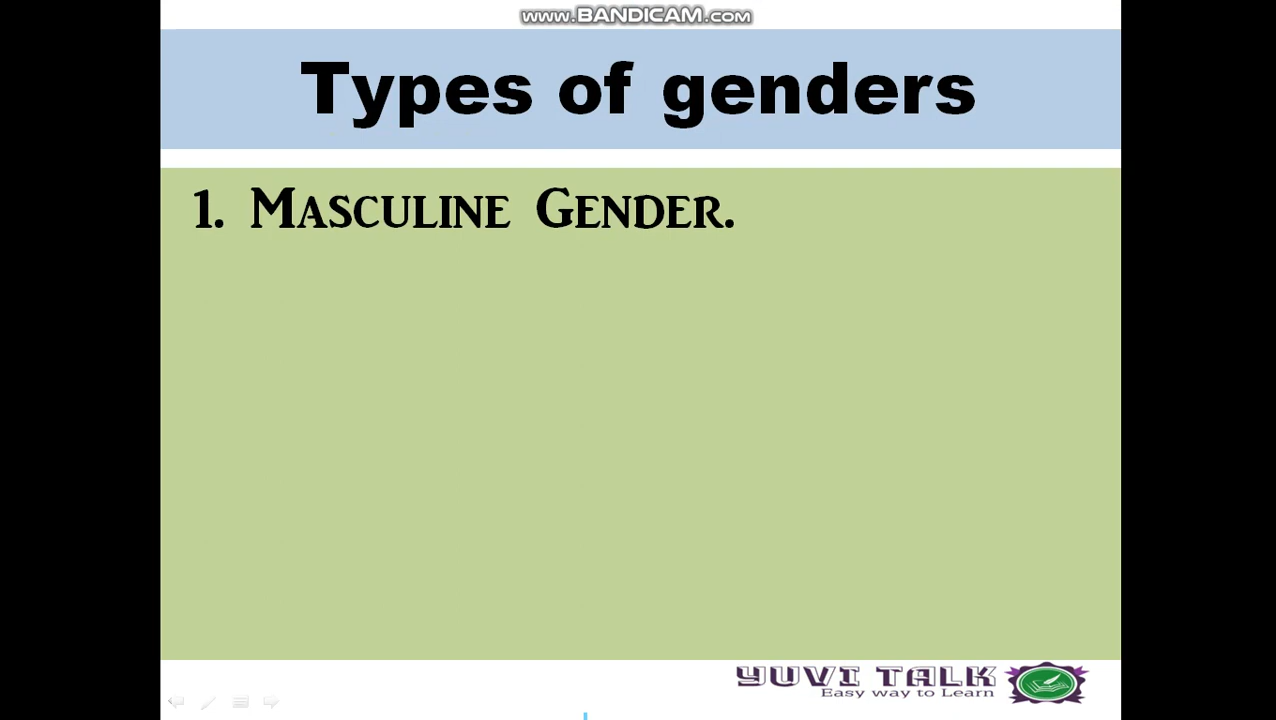 www.BANDICAM.com
Types of genders
1. Masculine Gender.
YUVI TALK
Easy way to Learn